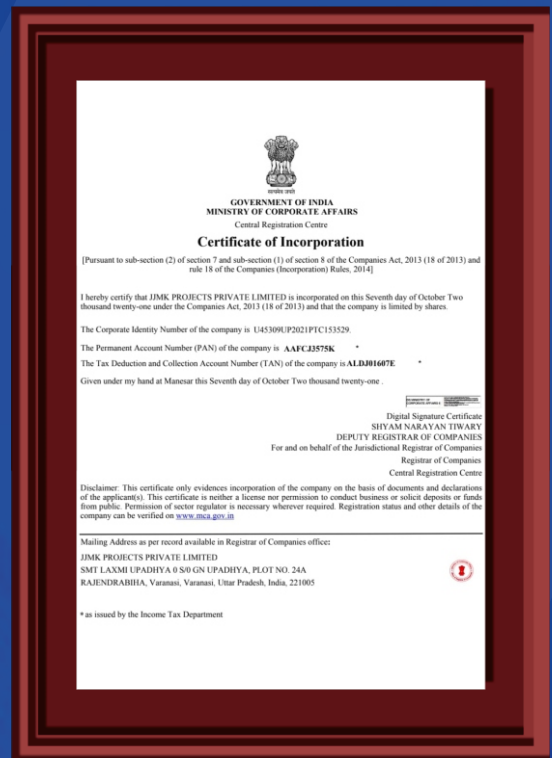 सत्यमेव जयते
GOVERNMENT OF INDIA
MINISTRY OF CORPORATE AFFAIRS
Central Registration Centre
Certificate of Incorporation
[Pursuant to sub-section (2) of section 7 and sub-section (1) of section 8 of the Companies Act, 2013 (18 of 2013) and
rule 18 of the Companies (Incorporation) Rules, 2014]
I hereby certify that JJMK PROJECTS PRIVATE LIMITED is incorporated on this Seventh day of October Two
thousand twenty-one under the Companies Act, 2013 (18 of 2013) and that the company is limited by shares.
The Corporate Identity Number of the company is U45309UP2021PTC153529.
The Permanent Account Number (PAN) of the company is AAFCJ3575K *
The Tax Deduction and Collection Account Number (TAN) of the company is ALDJ01607E *
Given under my hand at Manesar this Seventh day of October Two thousand twenty-one .
Digital Signature Certificate
SHYAM NARAYAN TIWARY
DEPUTY REGISTRAR OF COMPANIES
For and on behalf of the Jurisdictional Registrar of Companies
Registrar of Companies
Central Registration Centre
Disclaimer: This certificate only evidences incorporation of the company on the basis of documents and declarations
of the applicant(s). This certificate is neither a license nor permission to conduct business or solicit deposits or funds
from public. Permission of sector regulator is necessary wherever required. Registration status and other details of the
company can be verified on www.mca.gov.in
Mailing Address as per record available in Registrar of Companies office:
JJMK PROJECTS PRIVATE LIMITED
SMT LAXMI UPADHYA 0 S/0 GN UPADHYA, PLOT NO. 24A
RAJENDRABIHA, Varanasi, Varanasi, Uttar Pradesh, India, 221005
* as issued by the Income Tax Department